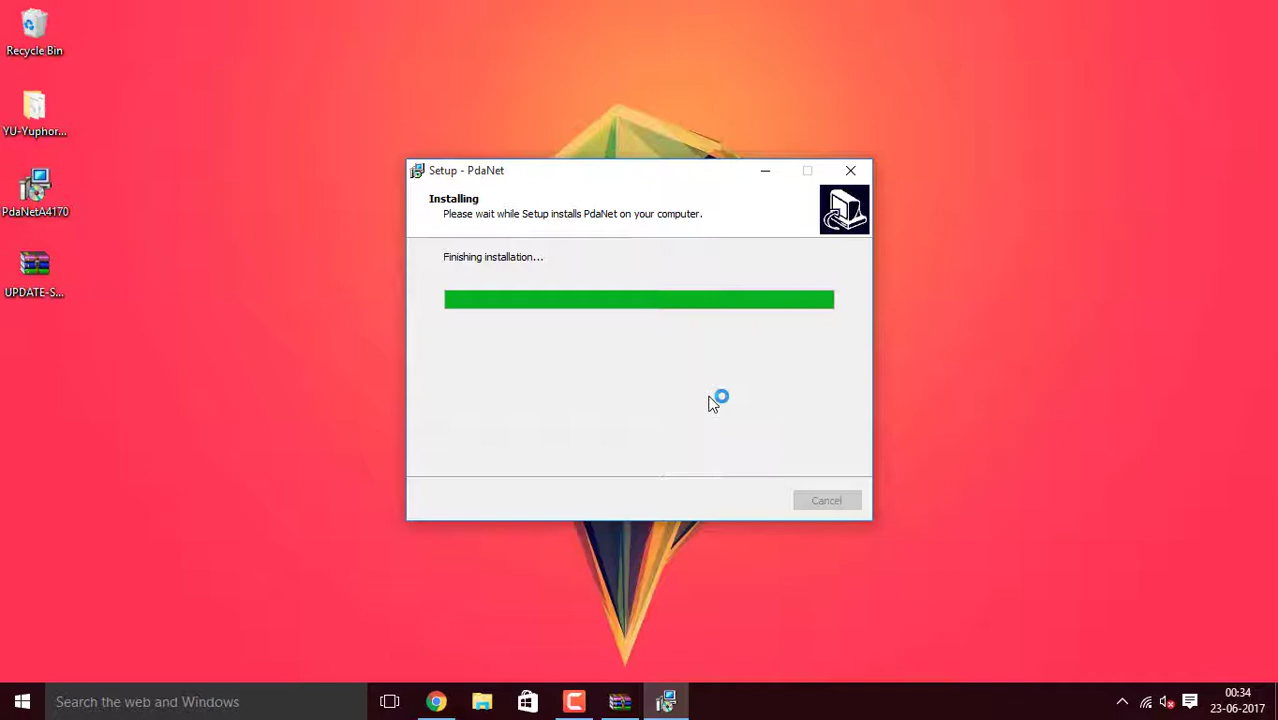 Recycle Bin
YU-Yuphor...
PdaNetA4170
UPDATE-S...
Setup - PdaNet
Installing
Please wait while Setup installs PdaNet on your computer.
Finishing installation...
Cancel
Search the web and Windows
00:34
23-06-2017